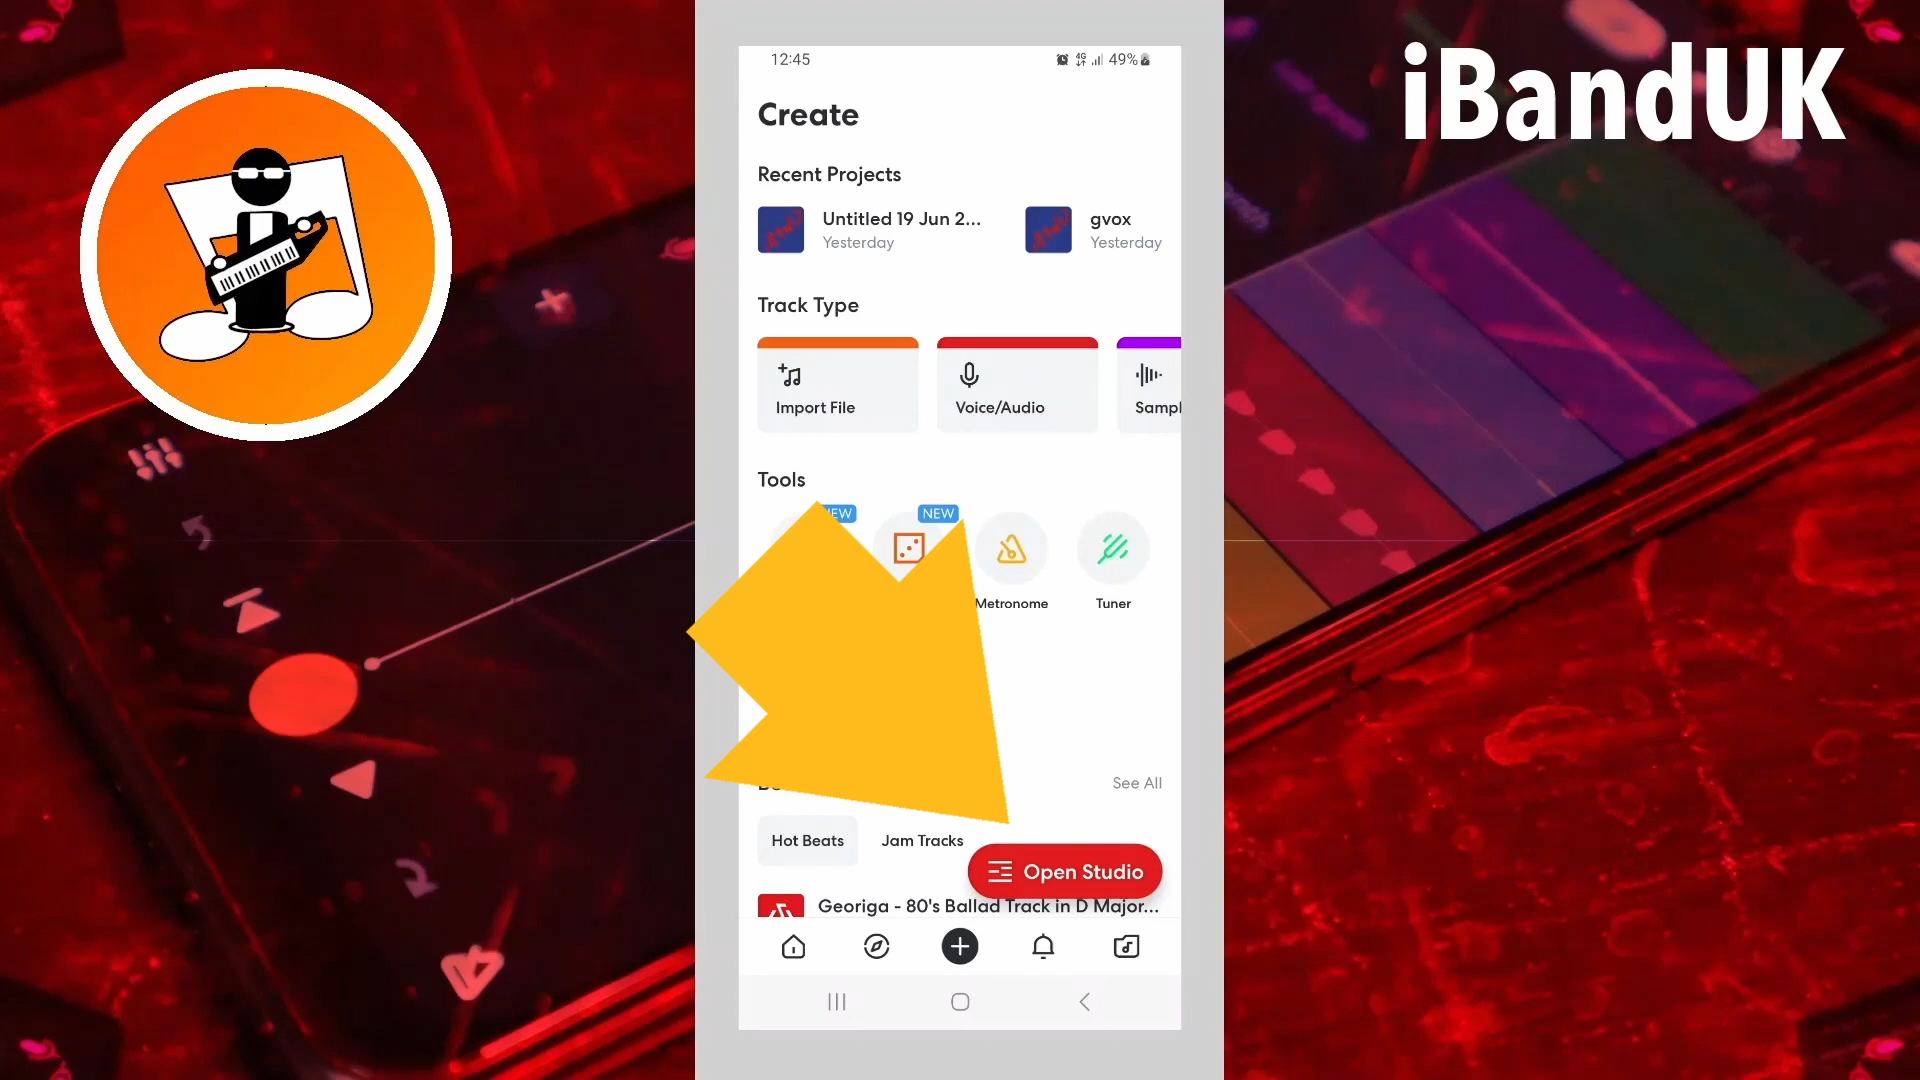 iBandUK
12:45
4G
49%
Create
Recent Projects
Untitled 19 Jun 2...
Yesterday
gvox
Yesterday
Track Type
Import File
Voice/Audio
Sampl
Tools
EW
NEW
Metronome
Tuner
See All
Hot Beats
Jam Tracks
Open Studio
Georiga - 80's Ballad Track in D Major...